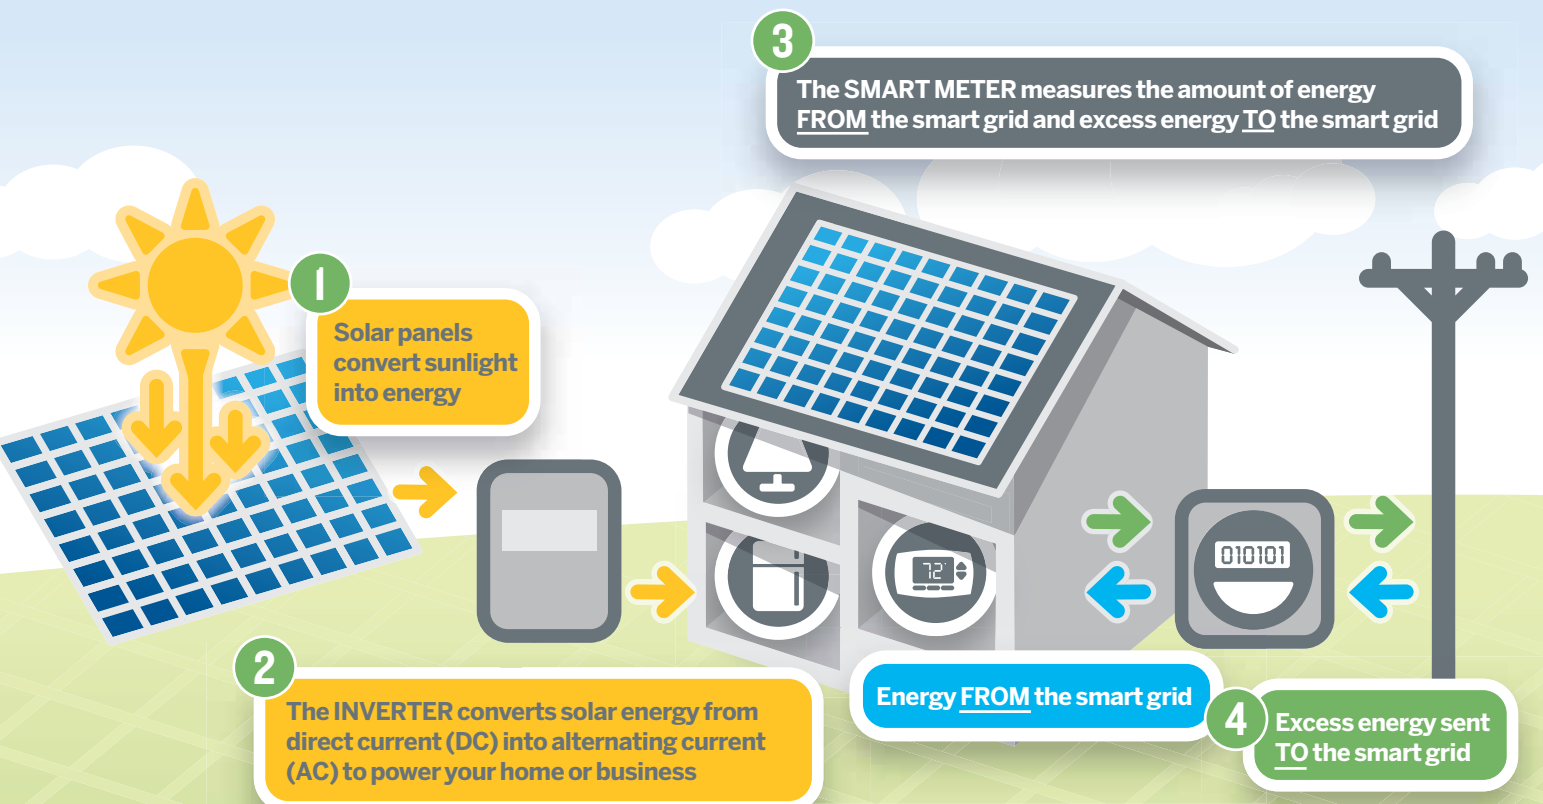 3
The SMART METER measures the amount of energy
FROM the smart grid and excess energy TO the smart grid
1
Solar panels
convert sunlight
into energy
010101
72°
2
The INVERTER converts solar energy from
direct current (DC) into alternating current
(AC) to power your home or business
Energy FROM the smart grid
4
Excess energy sent
TO the smart grid